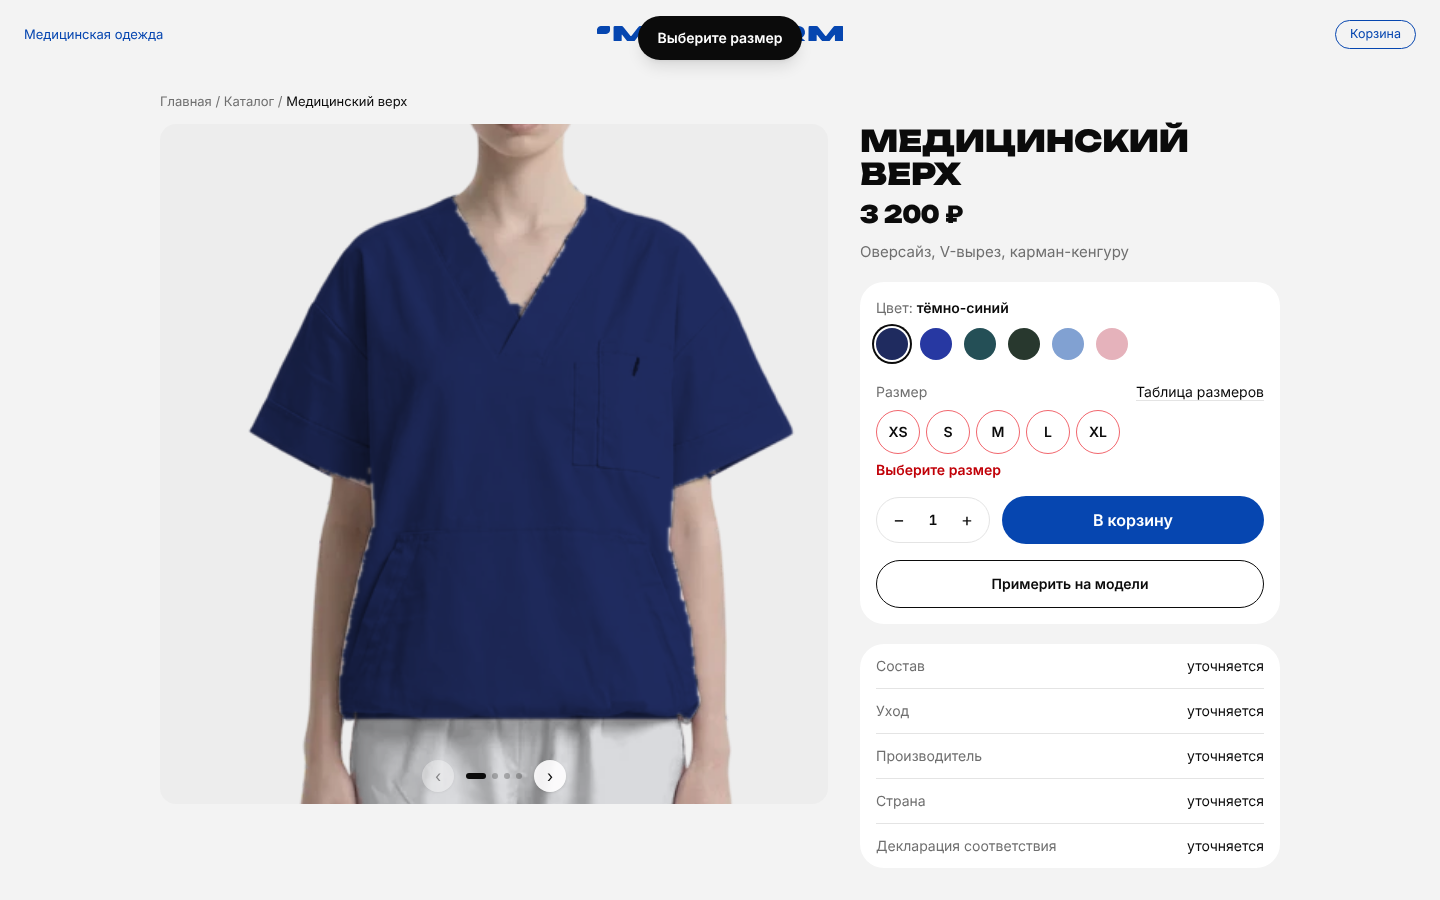 Медицинская одежда
Выберите размер
Корзина
Главная / Каталог / Медицинский верх
МЕДИЦИНСКИЙ
ВЕРХ
3 200 ₽
Оверсайз, V-вырез, карман-кенгуру
Цвет: тёмно-синий
Размер
Таблица размеров
XS S M L XL
Выберите размер
− 1 +
В корзину
Примерить на модели
Состав уточняется
Уход уточняется
Производитель уточняется
Страна уточняется
Декларация соответствия уточняется